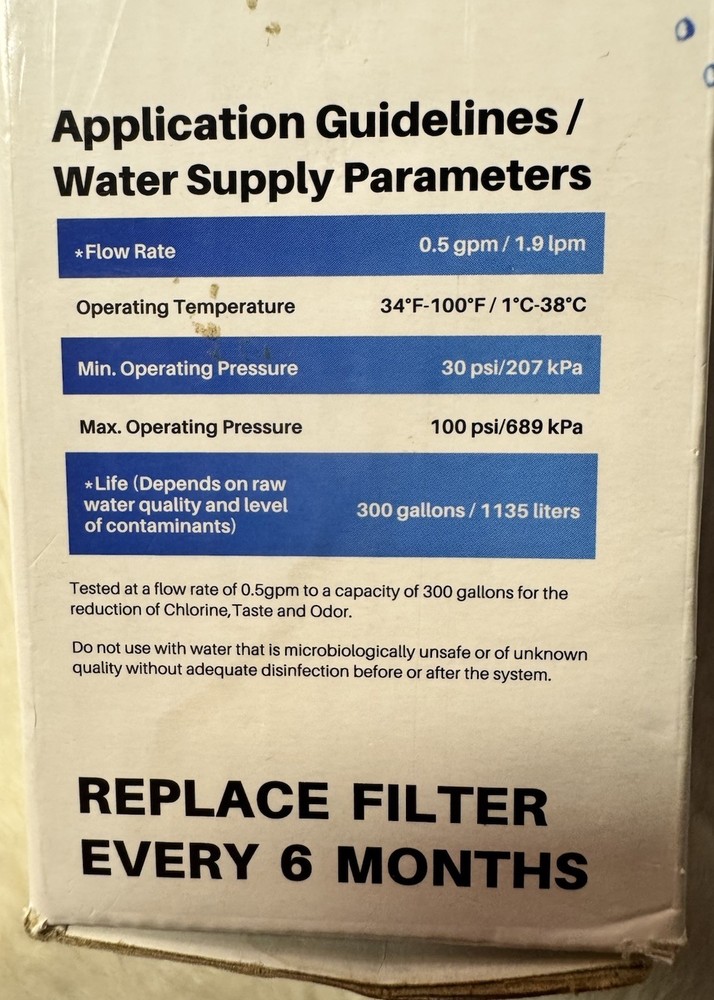 Application Guidelines /
Water Supply Parameters
*Flow Rate 0.5 gpm / 1.9 lpm
Operating Temperature 34°F-100°F / 1°C-38°C
Min. Operating Pressure 30 psi/207 kPa
Max. Operating Pressure 100 psi/689 kPa
*Life (Depends on raw
water quality and level 300 gallons / 1135 liters
of contaminants)
Tested at a flow rate of 0.5gpm to a capacity of 300 gallons for the
reduction of Chlorine,Taste and Odor.
Do not use with water that is microbiologically unsafe or of unknown
quality without adequate disinfection before or after the system.
REPLACE FILTER
EVERY 6 MONTHS